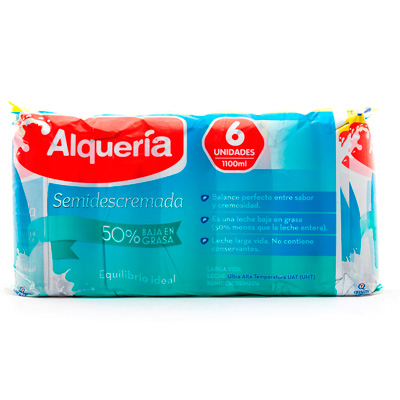 Alquería
6
UNIDADES
1100ml
Semidescremada
50% BAJA EN
GRASA
Equilibrio ideal
Balance perfecto entre sabor
y cremosidad.
Es una leche baja en grasa
(50% menos que la leche entera).
Leche larga vida. No contiene
conservantes.
LARGA VIDA
Ultra Alta Temperatura UAT (UHT)